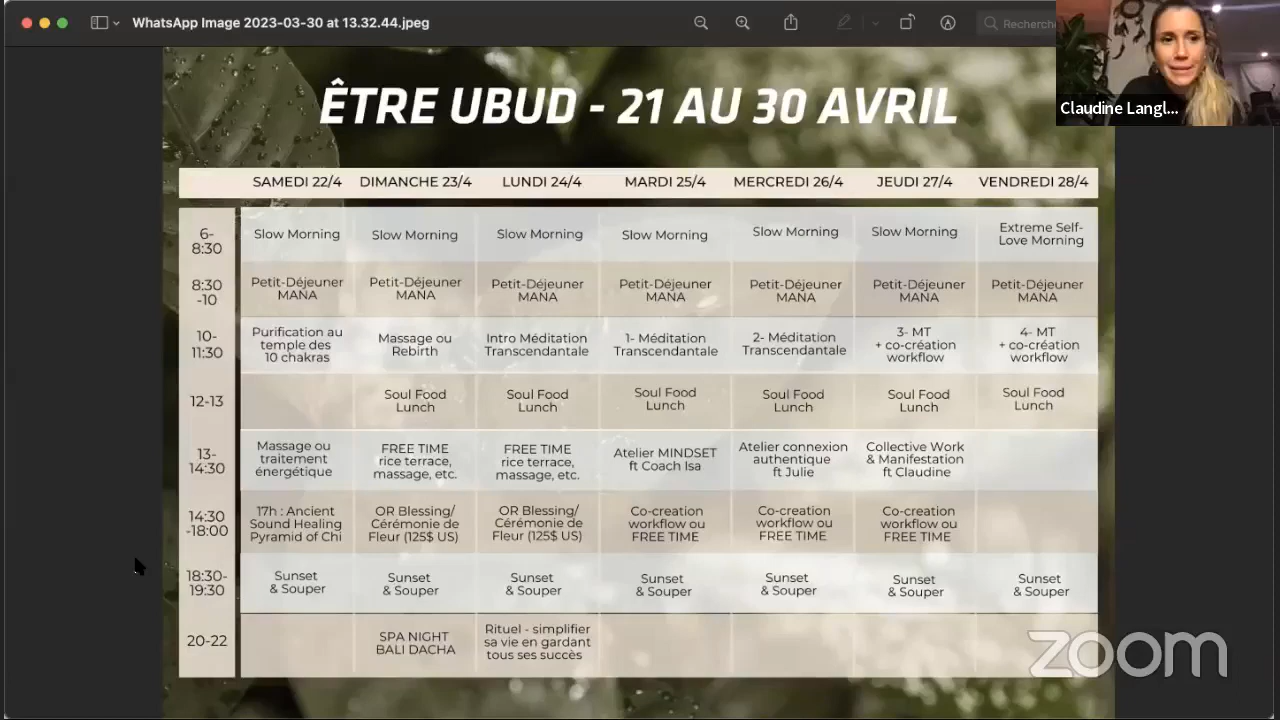 WhatsApp Image 2023-03-30 at 13.32.44.jpeg
Claudine Langl...
ÊTRE UBUD - 21 AU 30 AVRIL
SAMEDI 22/4 DIMANCHE 23/4 LUNDI 24/4 MARDI 25/4 MERCREDI 26/4 JEUDI 27/4 VENDREDI 28/4
6-
8:30
Slow Morning
Slow Morning
Slow Morning
Slow Morning
Slow Morning
Slow Morning
Extreme Self-
Love Morning
8:30
-10
Petit-Déjeuner
MANA
Petit-Déjeuner
MANA
Petit-Déjeuner
MANA
Petit-Déjeuner
MANA
Petit-Déjeuner
MANA
Petit-Déjeuner
MANA
Petit-Déjeuner
MANA
10-
11:30
Purification au
temple des
10 chakras
Massage ou
Rebirth
Intro Méditation
Transcendantale
1- Méditation
Transcendantale
2- Méditation
Transcendantale
3- MT
+ co-création
workflow
4- MT
+ co-création
workflow
12-13
Soul Food
Lunch
Soul Food
Lunch
Soul Food
Lunch
Soul Food
Lunch
Soul Food
Lunch
Soul Food
Lunch
13-
14:30
Massage ou
traitement
énergétique
FREE TIME
rice terrace,
massage, etc.
FREE TIME
rice terrace,
massage, etc.
Atelier MINDSET
ft Coach Isa
Atelier connexion
authentique
ft Julie
Collective Work
& Manifestation
ft Claudine
14:30
-18:00
17h : Ancient
Sound Healing
Pyramid of Chi
OR Blessing/
Cérémonie de
Fleur (125$ US)
OR Blessing/
Cérémonie de
Fleur (125$ US)
Co-creation
workflow ou
FREE TIME
Co-creation
workflow ou
FREE TIME
Co-creation
workflow ou
FREE TIME
18:30-
19:30
Sunset
& Souper
Sunset
& Souper
Sunset
& Souper
Sunset
& Souper
Sunset
& Souper
Sunset
& Souper
Sunset
& Souper
20-22
SPA NIGHT
BALI DACHA
Rituel - simplifier
sa vie en gardant
tous ses succès
zoom